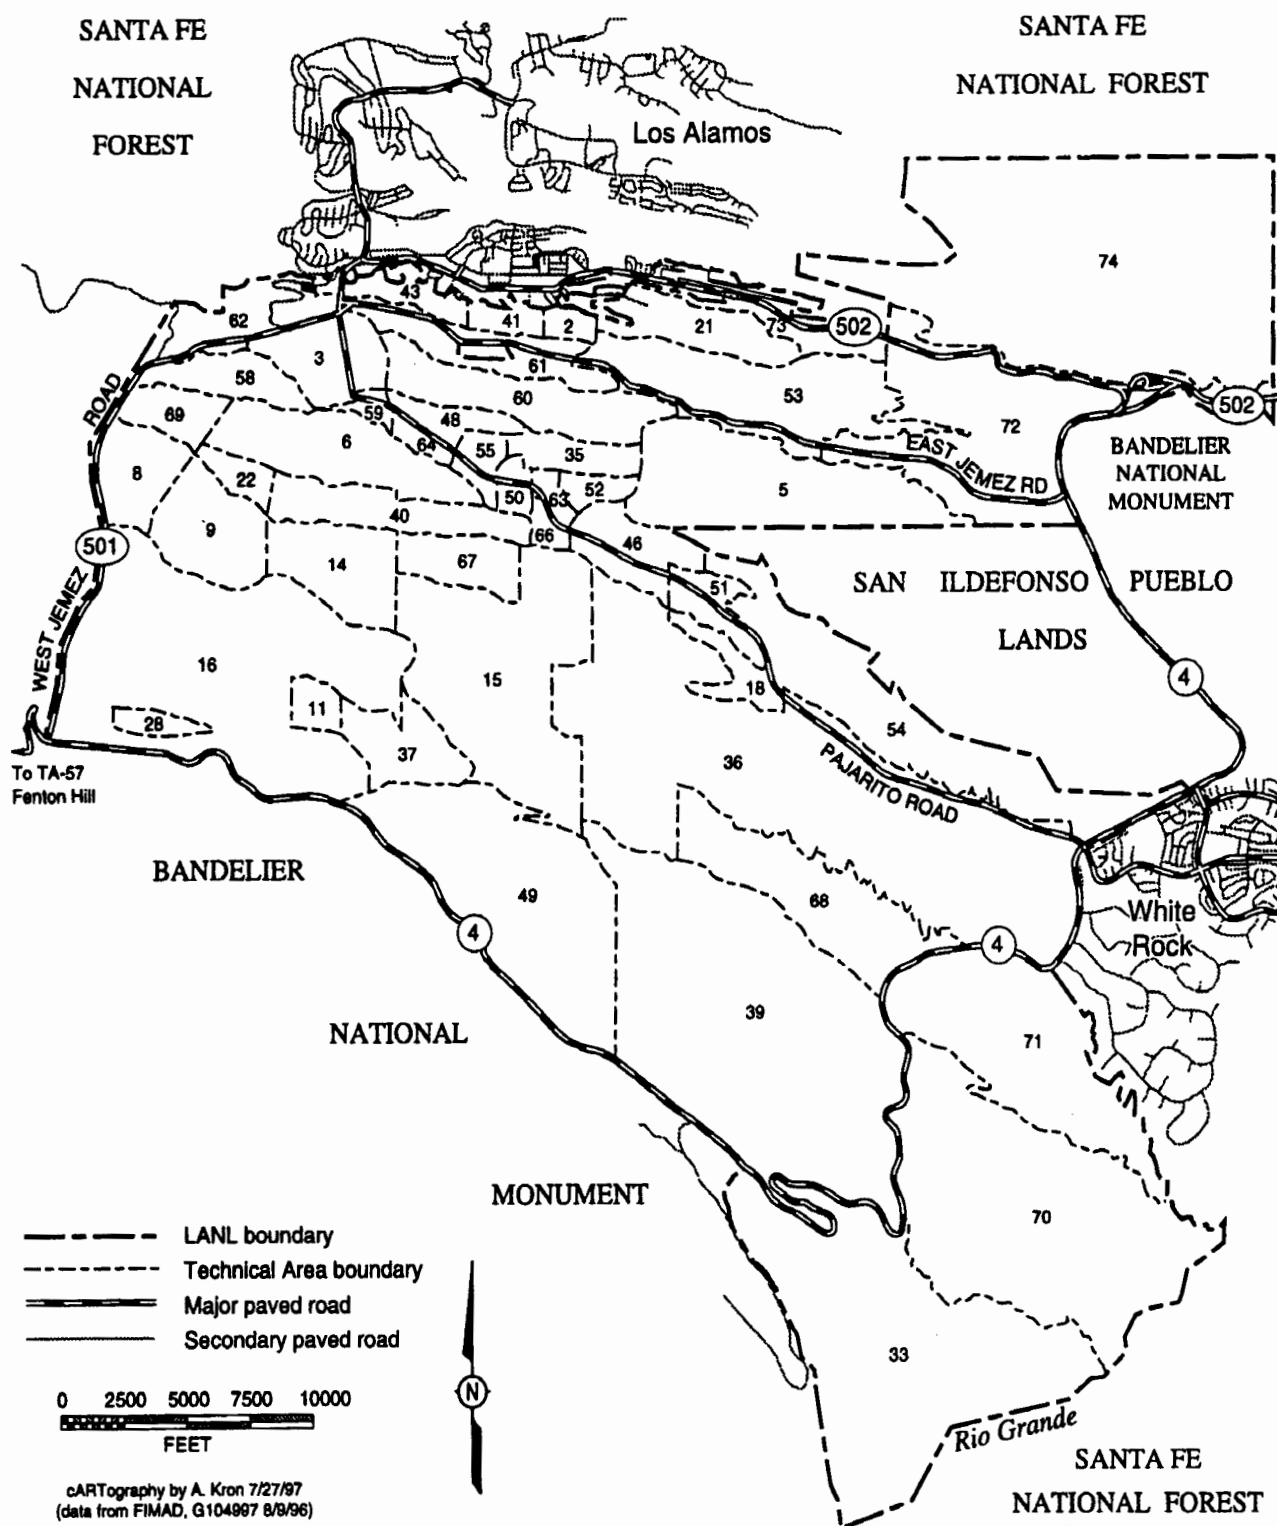 SANTA FE
NATIONAL
FOREST
SANTA FE
NATIONAL FOREST
Los Alamos
74
43
62
41
2
21
73
502
3
61
58
53
60
502
ROAD
69
59
48
72
6
64
55
35
EAST JEMEZ RD
BANDELIER
NATIONAL
MONUMENT
8
22
52
5
50
63
40
9
46
66
501
14
67
51
SAN ILDEFONSO PUEBLO
LANDS
WEST JEMEZ
16
15
18
4
11
28
54
37
36
PAJARITO ROAD
To TA-57
Fenton Hill
BANDELIER
49
68
White
Rock
4
4
39
NATIONAL
71
MONUMENT
70
LANL boundary
Technical Area boundary
Major paved road
Secondary paved road
33
0 2500 5000 7500 10000
FEET
N
Rio Grande
SANTA FE
NATIONAL FOREST
cARTography by A. Kron 7/27/97
(data from FIMAD, G104997 8/9/96)